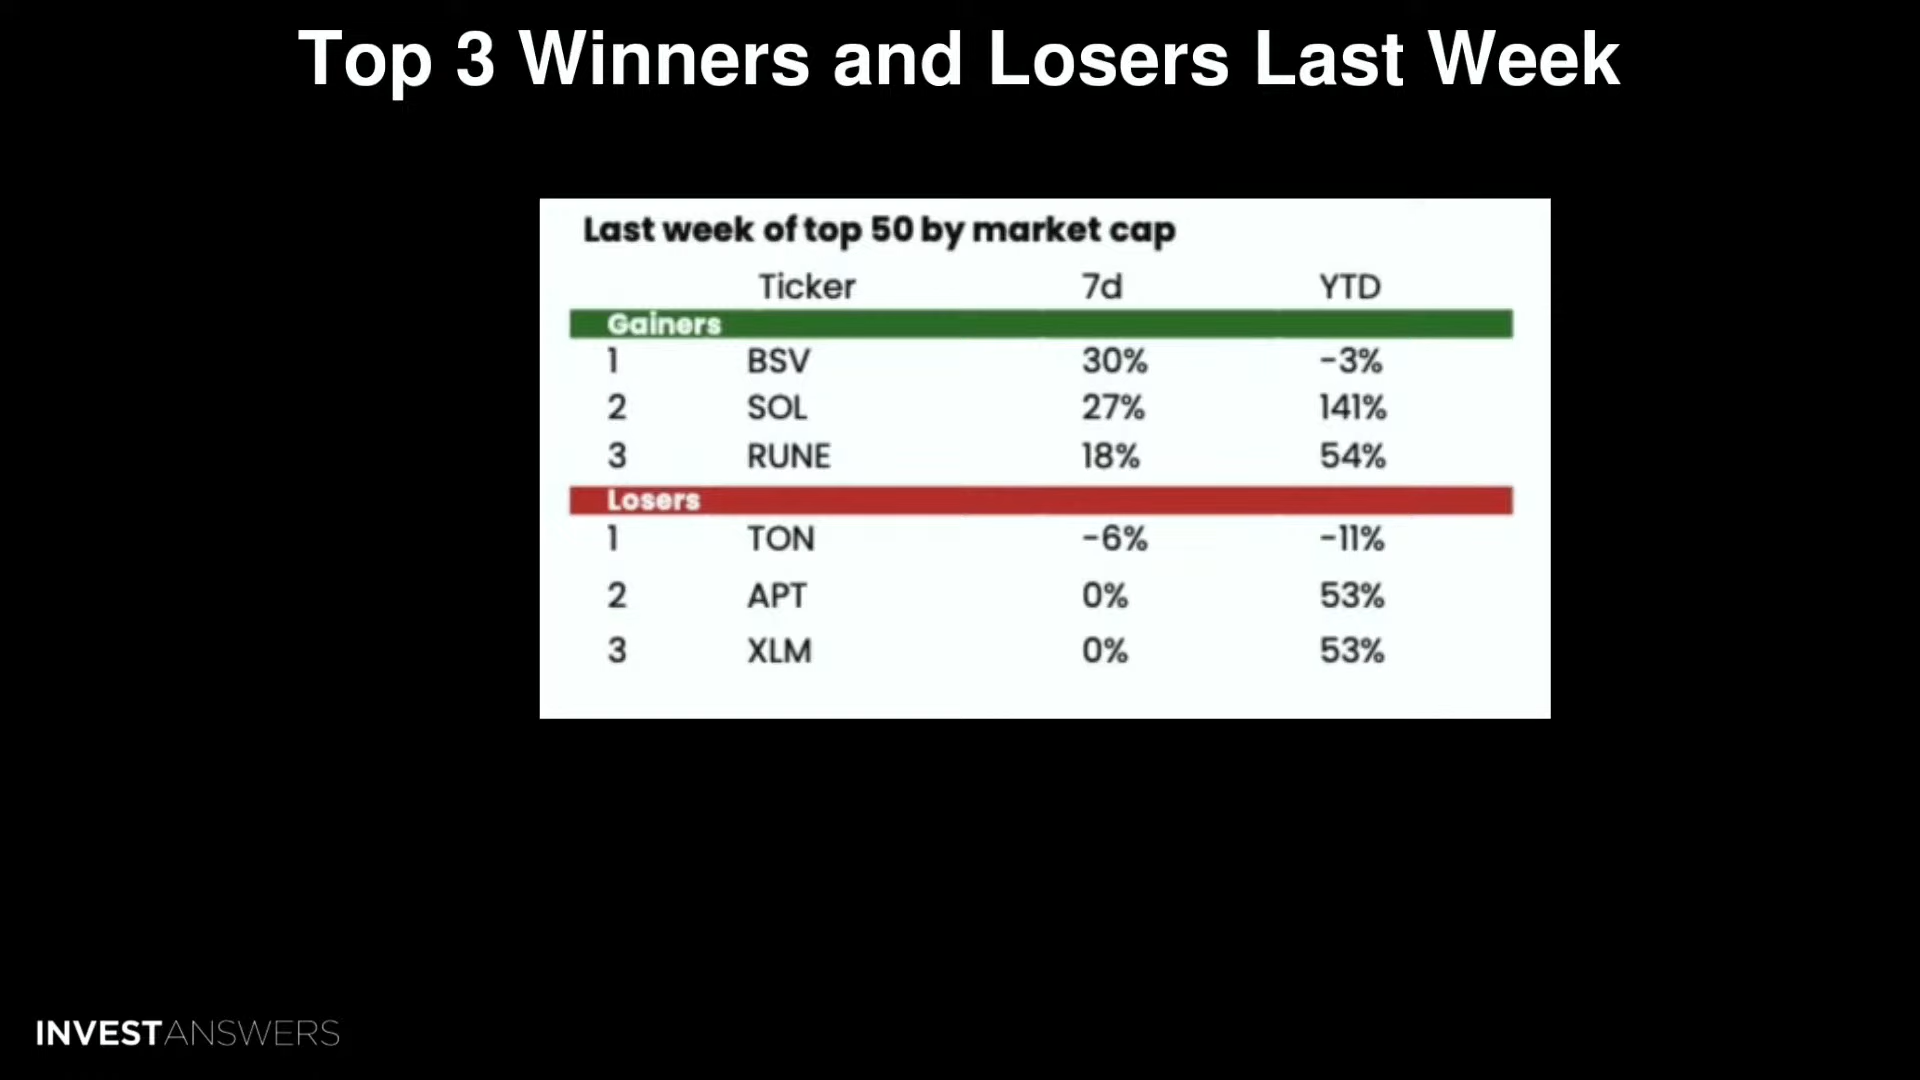 Top 3 Winners and Losers Last Week
Last week of top 50 by market cap
Ticker 7d YTD
Gainers
1 BSV 30% -3%
2 SOL 27% 141%
3 RUNE 18% 54%
Losers
1 TON -6% -11%
2 APT 0% 53%
3 XLM 0% 53%
INVESTANSWERS